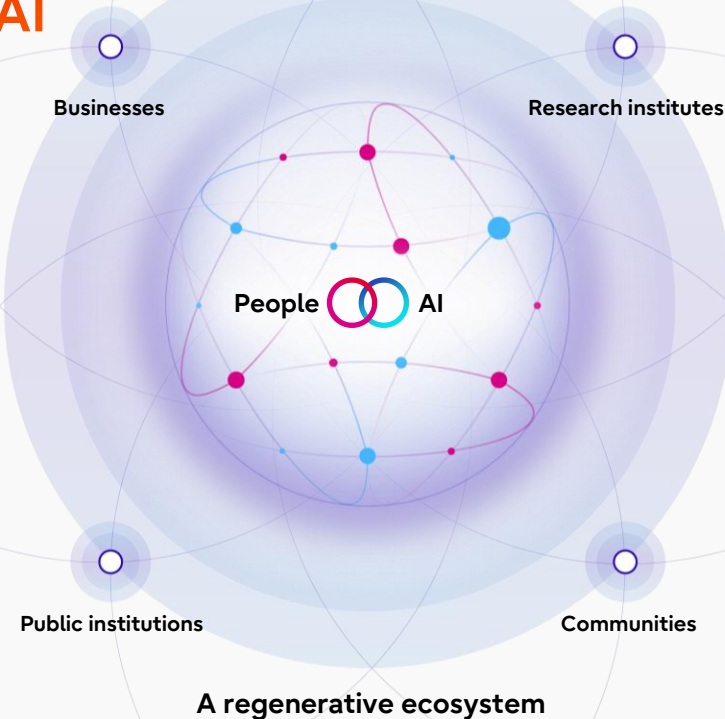 AI
Businesses
Research institutes
People AI
Public institutions
Communities
A regenerative ecosystem